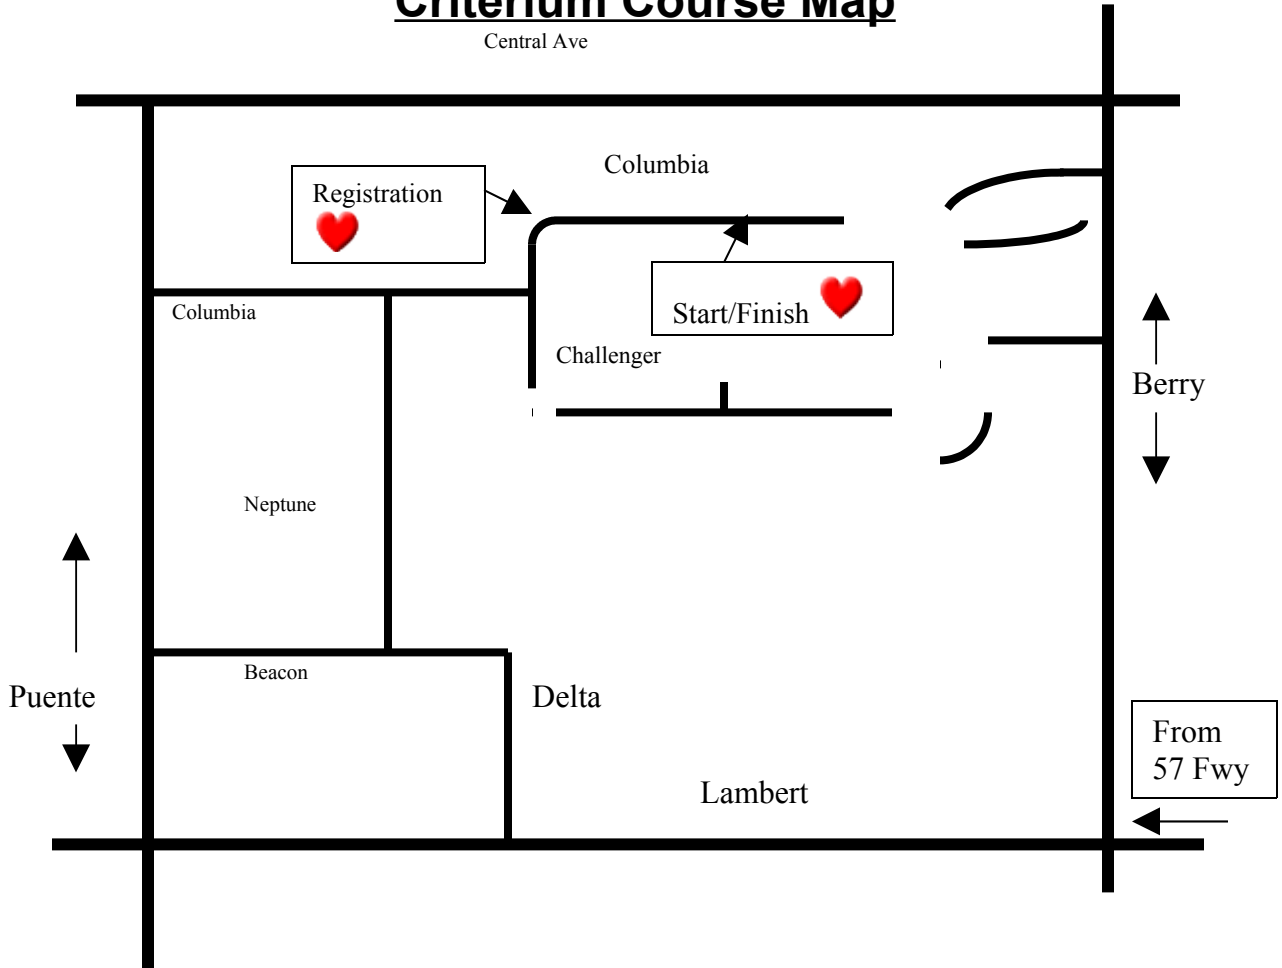 Criterium Course Map
Central Ave
Columbia
Registration
Start/Finish
Columbia
Challenger
Berry
Neptune
Beacon
Puente
Delta
From
57 Fwy
Lambert